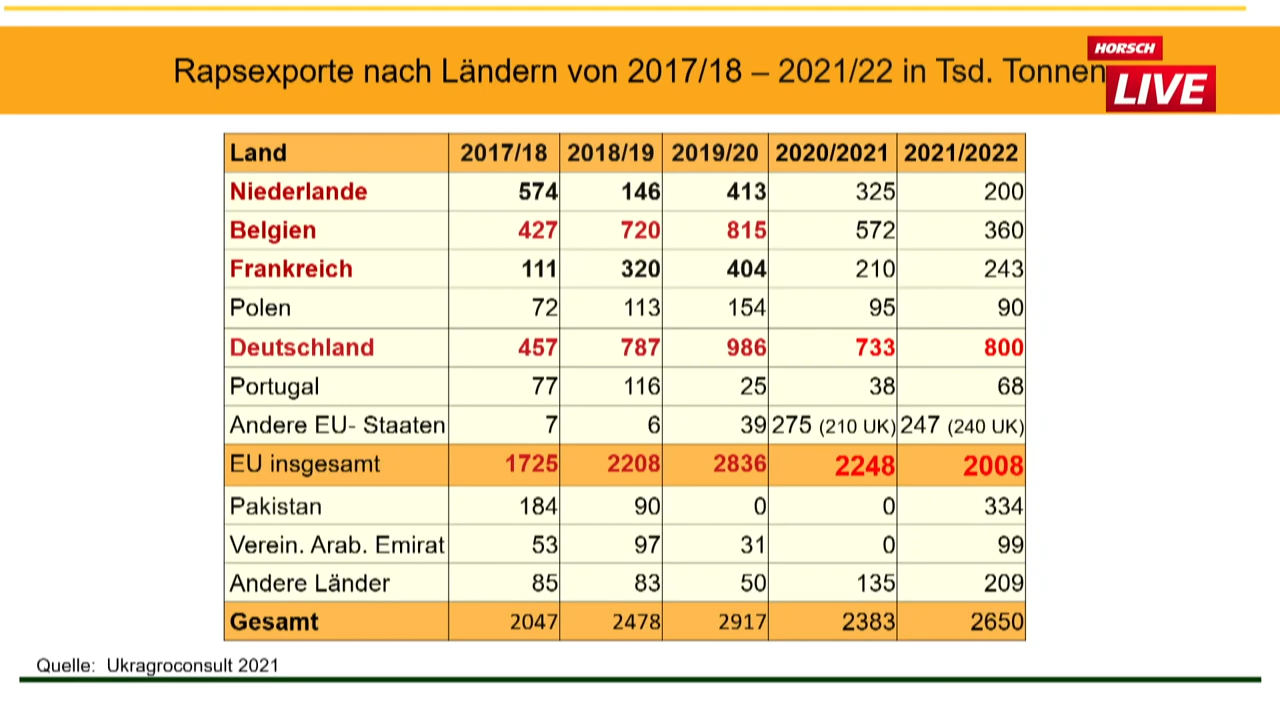 Rapsexporte nach Ländern von 2017/18 – 2021/22 in Tsd. Tonnen
HORSCH
LIVE
Land 2017/18 2018/19 2019/20 2020/2021 2021/2022
Niederlande 574 146 413 325 200
Belgien 427 720 815 572 360
Frankreich 111 320 404 210 243
Polen 72 113 154 95 90
Deutschland 457 787 986 733 800
Portugal 77 116 25 38 68
Andere EU- Staaten 7 6 39 275 (210 UK) 247 (240 UK)
EU insgesamt 1725 2208 2836 2248 2008
Pakistan 184 90 0 0 334
Verein. Arab. Emirat 53 97 31 0 99
Andere Länder 85 83 50 135 209
Gesamt 2047 2478 2917 2383 2650
Quelle: Ukragroconsult 2021